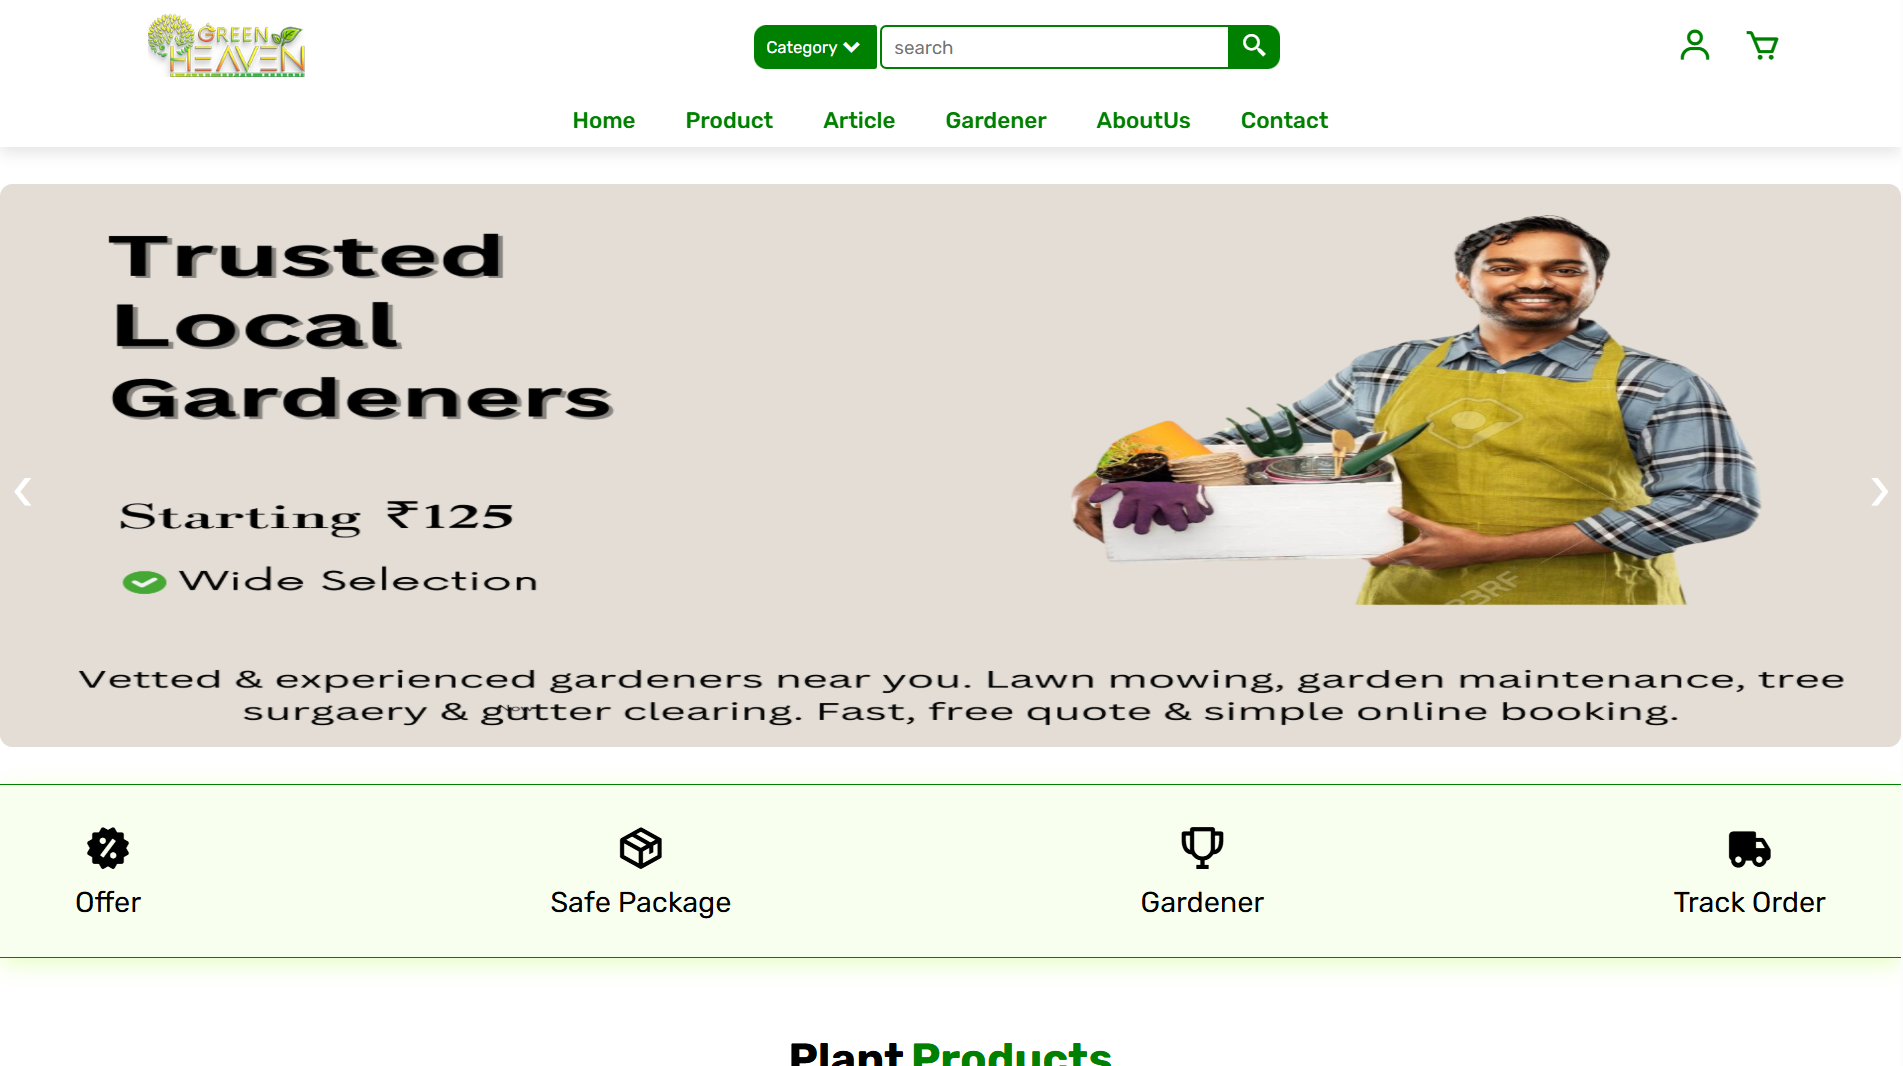 GREEN
HEAVEN
Category
search
Home Product Article Gardener AboutUs Contact
Trusted
Local
Gardeners
Starting ₹125
Wide Selection
Vetted & experienced gardeners near you. Lawn mowing, garden maintenance, tree
surgaery & gutter clearing. Fast, free quote & simple online booking.
Now
Offer Safe Package Gardener Track Order
Plant Products